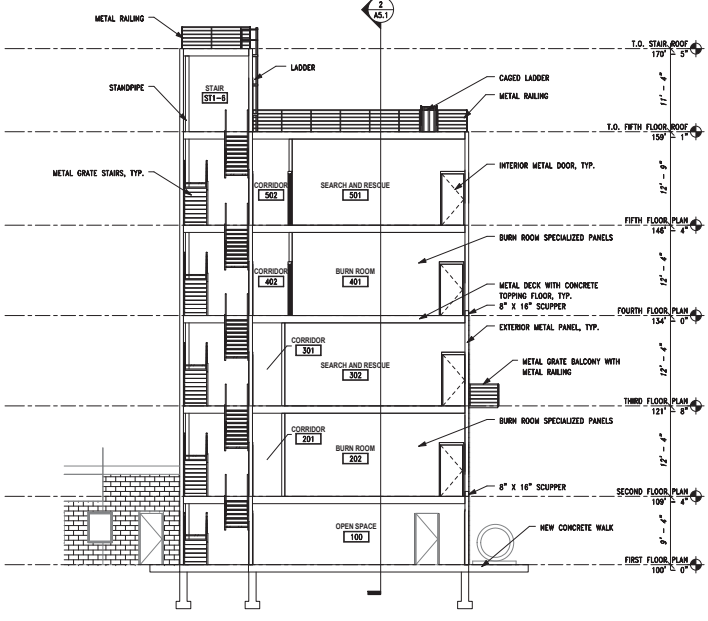 2
A5.1
METAL RAILING
T.O. STAIR ROOF
170' - 5"
LADDER
11' - 4"
STANDPIPE
STAIR
ST1-6
CAGED LADDER
METAL RAILING
T.O. FIFTH FLOOR ROOF
159' - 1"
METAL GRATE STAIRS, TYP.
CORRIDOR
502
SEARCH AND RESCUE
501
INTERIOR METAL DOOR, TYP.
12' - 9"
FIFTH FLOOR PLAN
146' - 4"
BURN ROOM SPECIALIZED PANELS
CORRIDOR
402
BURN ROOM
401
12' - 4"
METAL DECK WITH CONCRETE
TOPPING FLOOR, TYP.
8" X 16" SCUPPER
FOURTH FLOOR PLAN
134' - 0"
EXTERIOR METAL PANEL, TYP.
CORRIDOR
301
SEARCH AND RESCUE
302
METAL GRATE BALCONY WITH
METAL RAILING
12' - 4"
THIRD FLOOR PLAN
121' - 8"
BURN ROOM SPECIALIZED PANELS
CORRIDOR
201
BURN ROOM
202
12' - 4"
8" X 16" SCUPPER
SECOND FLOOR PLAN
109' - 4"
OPEN SPACE
100
NEW CONCRETE WALK
9' - 4"
FIRST FLOOR PLAN
100' - 0"